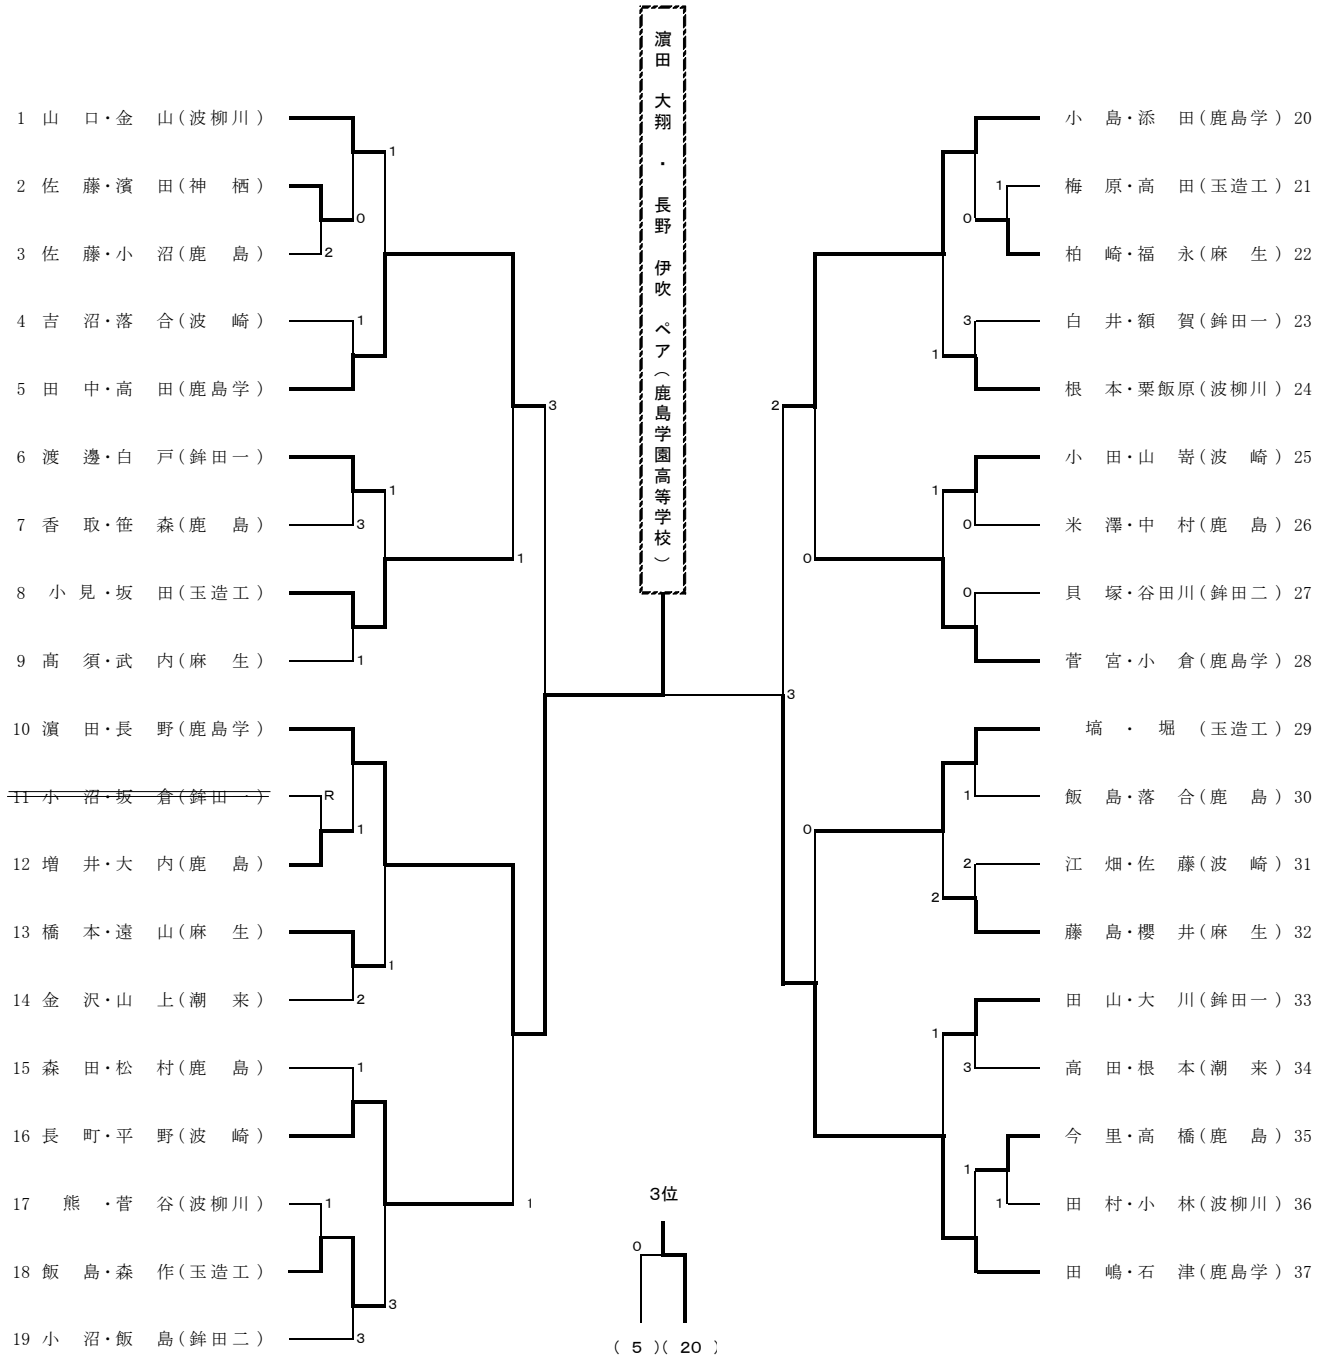 濵田 大翔 ・ 長野 伊吹 ペア（鹿島学園高等学校）
1 山 口・金 山(波柳川)
2 佐 藤・濱 田(神 栖)
3 佐 藤・小 沼(鹿 島)
4 吉 沼・落 合(波 崎)
5 田 中・高 田(鹿島学)
6 渡 邊・白 戸(鉾田一)
7 香 取・笹 森(鹿 島)
8 小 見・坂 田(玉造工)
9 髙 須・武 内(麻 生)
10 濵 田・長 野(鹿島学)
11 小 沼・坂 倉(鉾田一)
12 増 井・大 内(鹿 島)
13 橋 本・遠 山(麻 生)
14 金 沢・山 上(潮 来)
15 森 田・松 村(鹿 島)
16 長 町・平 野(波 崎)
17 熊 ・菅 谷(波柳川)
18 飯 島・森 作(玉造工)
19 小 沼・飯 島(鉾田二)
1
0
2
1
3
1
3
1
1
R
1
1
2
1
1
1
3
3
小 島・添 田(鹿島学) 20
梅 原・高 田(玉造工) 21
柏 崎・福 永(麻 生) 22
白 井・額 賀(鉾田一) 23
根 本・粟飯原(波柳川) 24
小 田・山 嵜(波 崎) 25
米 澤・中 村(鹿 島) 26
貝 塚・谷田川(鉾田二) 27
菅 宮・小 倉(鹿島学) 28
塙 ・ 堀 (玉造工) 29
飯 島・落 合(鹿 島) 30
江 畑・佐 藤(波 崎) 31
藤 島・櫻 井(麻 生) 32
田 山・大 川(鉾田一) 33
高 田・根 本(潮 来) 34
今 里・高 橋(鹿 島) 35
田 村・小 林(波柳川) 36
田 嶋・石 津(鹿島学) 37
1
0
3
1
2
1
0
0
0
3
1
0
2
2
1
3
1
1
3位
0
( 5 )( 20 )